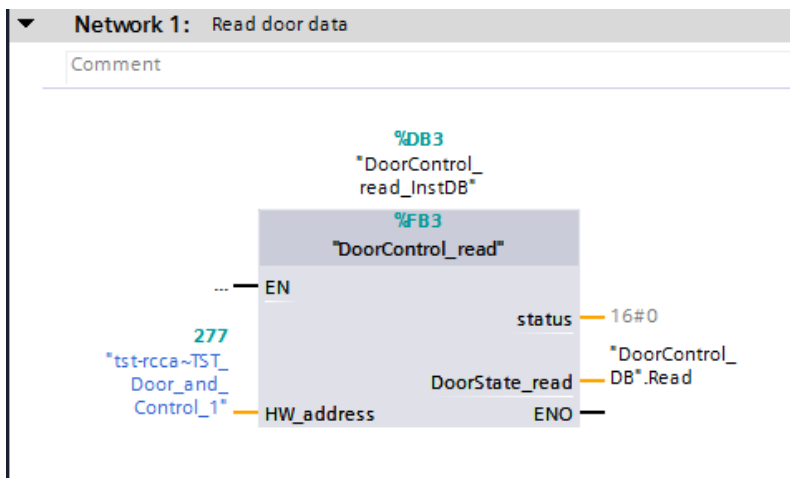 Network 1: Read door data
Comment
%DB3
"DoorControl_
read_InstDB"
%FB3
"DoorControl_read"
... EN
status 16#0
277
"tst-rcca~TST_
Door_and_
Control_1" HW_address
"DoorControl_
DoorState_read DB".Read
ENO